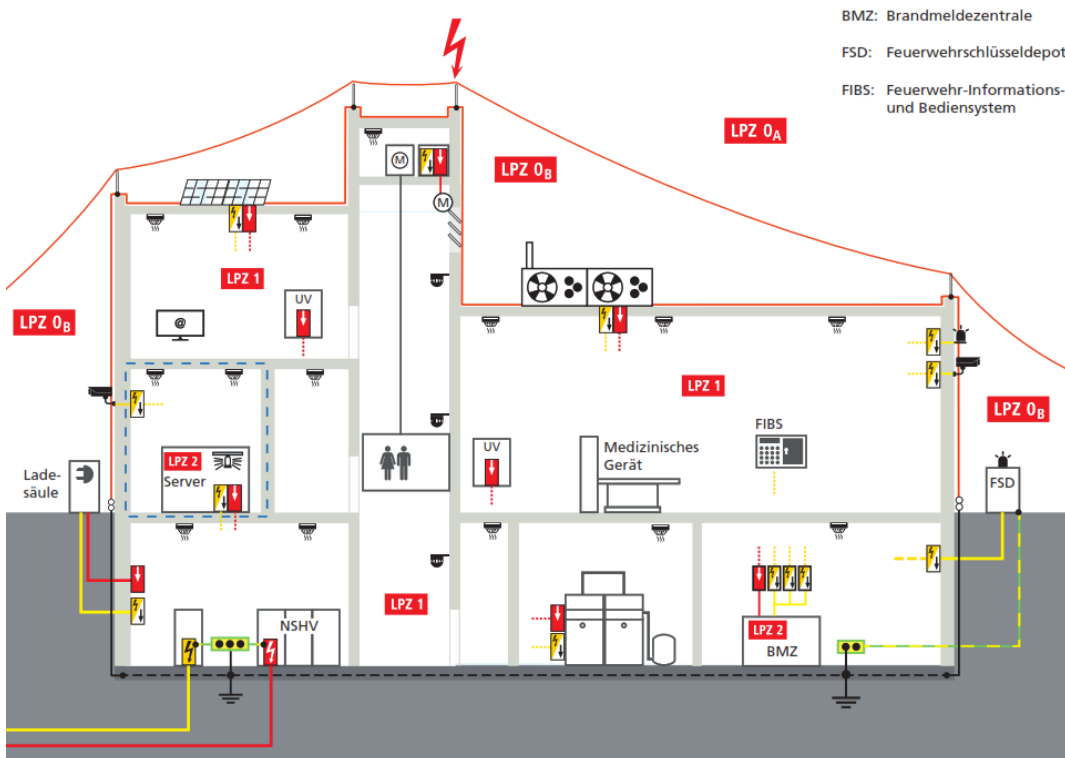 BMZ: Brandmeldezentrale
FSD: Feuerwehrschlüsseldepot
FIBS: Feuerwehr-Informations-
und Bediensystem
LPZ 0A
LPZ 0B
M
M
LPZ 1
UV
@
LPZ 0B
LPZ 1
LPZ 0B
FIBS
UV
Medizinisches
Gerät
LPZ 2
Server
Lade-
säule
FSD
LPZ 1
NSHV
LPZ 2
BMZ